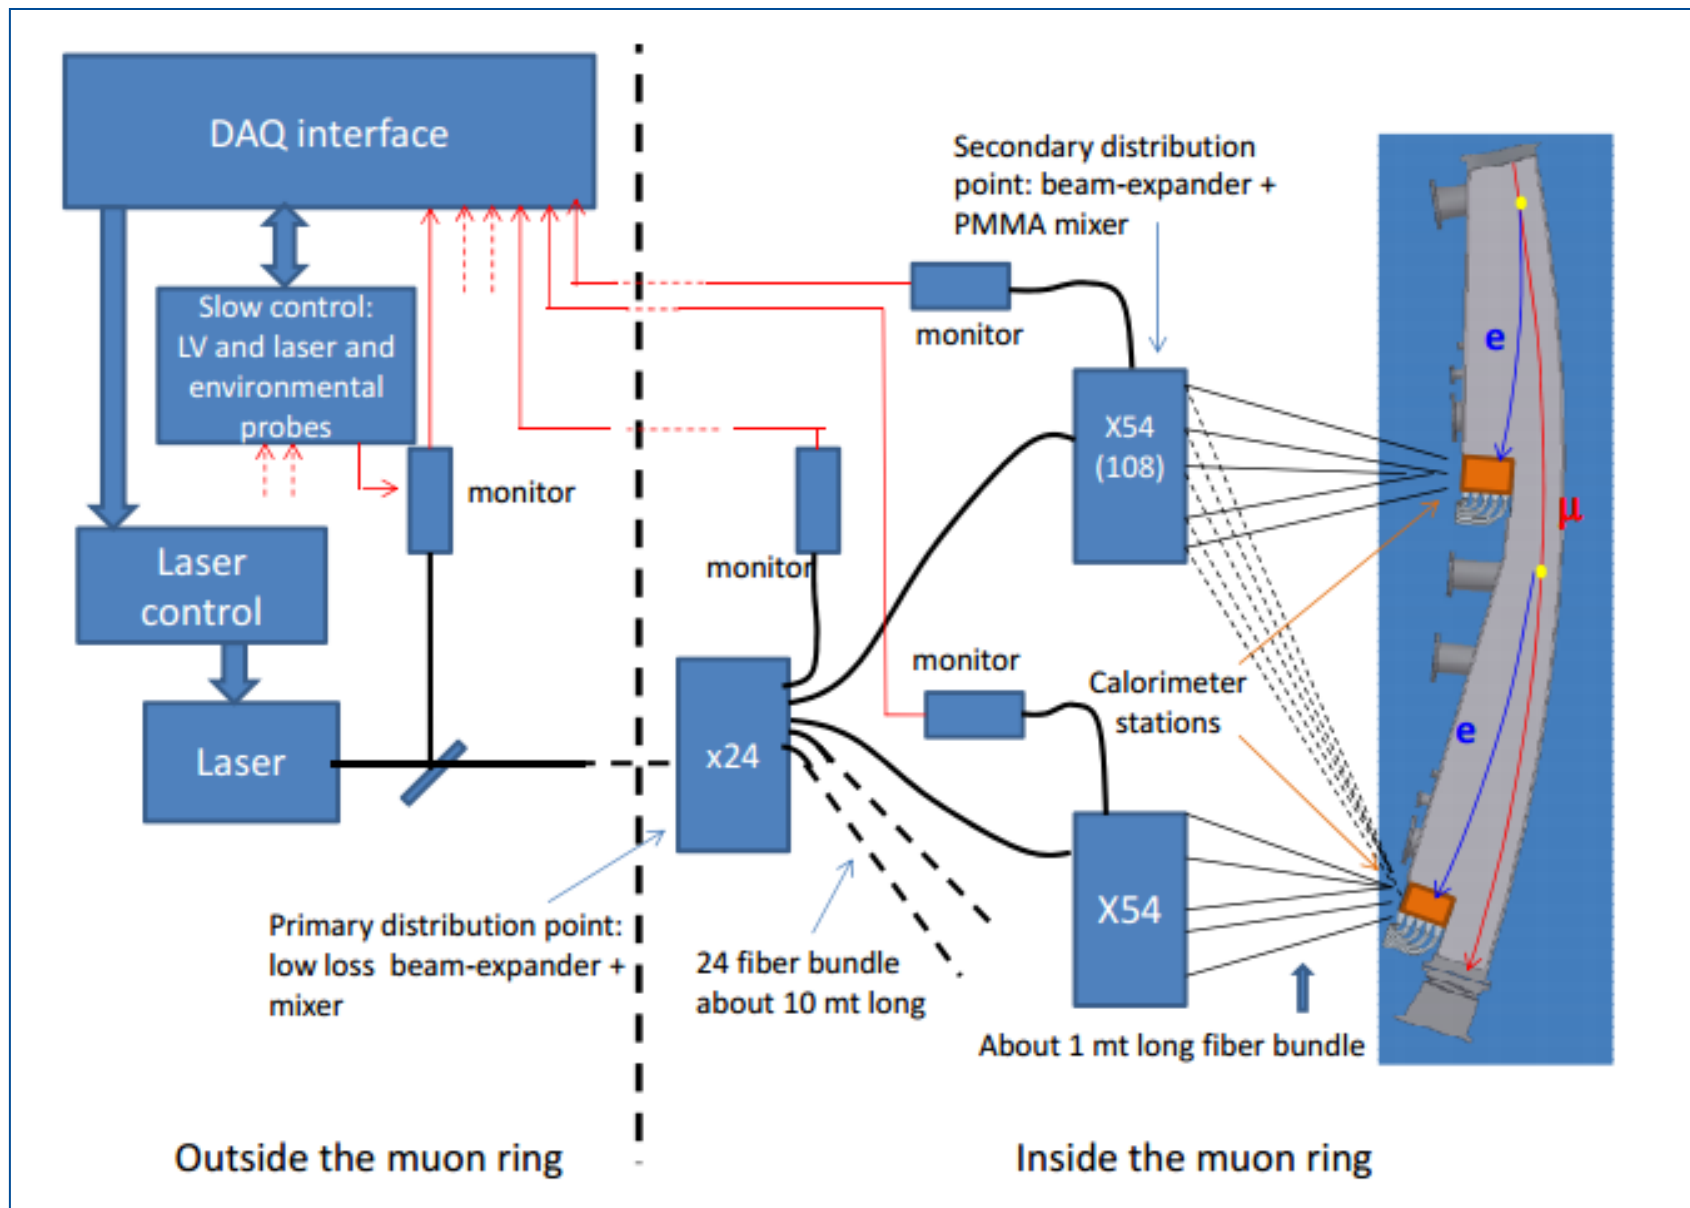 DAQ interface
Slow control:
LV and laser and
environmental
probes
monitor
Laser
control
Laser
Primary distribution point:
low loss beam-expander +
mixer
Outside the muon ring
Secondary distribution
point: beam-expander +
PMMA mixer
monitor
monitor
X54
(108)
monitor
x24
Calorimeter
stations
X54
24 fiber bundle
about 10 mt long
About 1 mt long fiber bundle
e
μ
e
Inside the muon ring